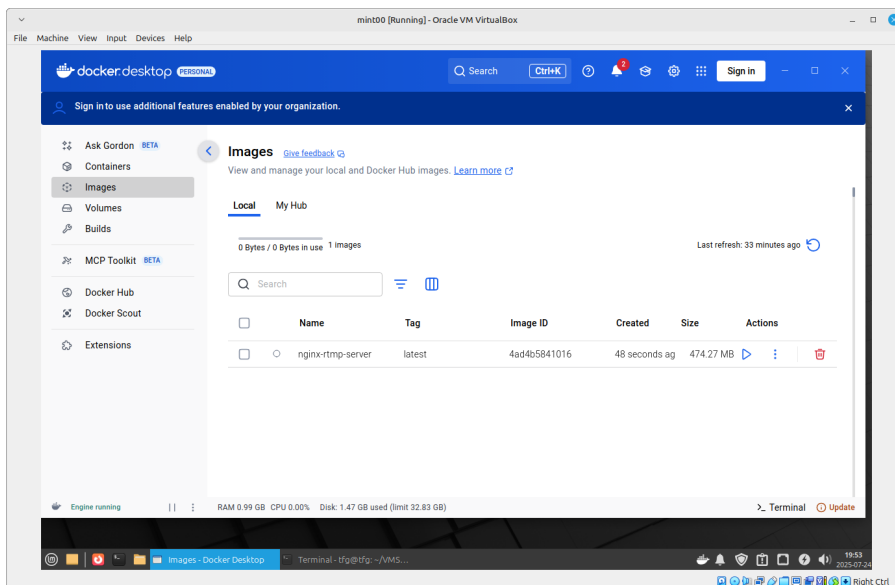 mint00 [Running] - Oracle VM VirtualBox
File Machine View Input Devices Help
docker.desktop PERSONAL
Search Ctrl+K 2 Sign in
Sign in to use additional features enabled by your organization.
Ask Gordon BETA
Containers
Images
Volumes
Builds
MCP Toolkit BETA
Docker Hub
Docker Scout
Extensions
Images Give feedback
View and manage your local and Docker Hub images. Learn more
Local My Hub
0 Bytes / 0 Bytes in use 1 images Last refresh: 33 minutes ago
Search
Name Tag Image ID Created Size Actions
nginx-rtmp-server latest 4ad4b5841016 48 seconds ag 474.27 MB
Engine running RAM 0.99 GB CPU 0.00% Disk: 1.47 GB used (limit 32.83 GB) Terminal Update
Images - Docker Desktop Terminal - tfg@tfg: ~/VMS... 19:53
2025-07-24
Right Ctrl